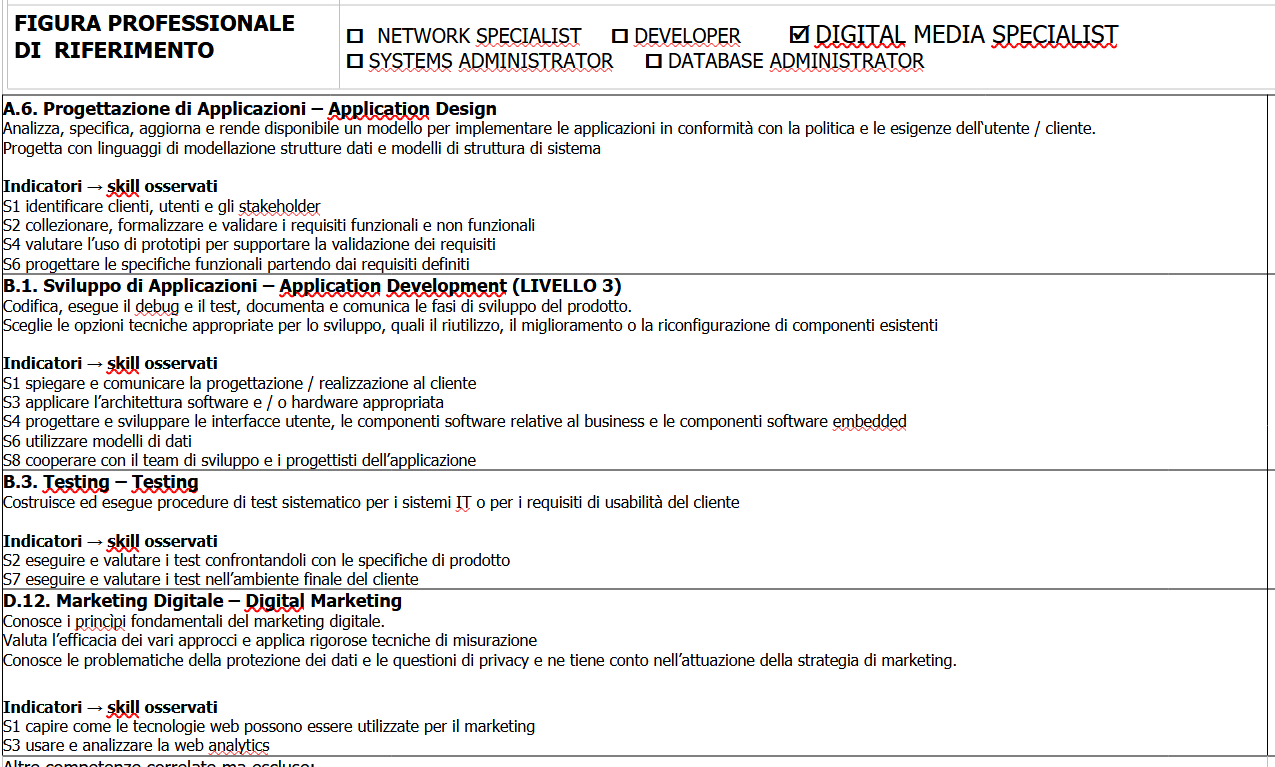 FIGURA PROFESSIONALE
DI RIFERIMENTO
☐ NETWORK SPECIALIST ☐ DEVELOPER ☑ DIGITAL MEDIA SPECIALIST
☐ SYSTEMS ADMINISTRATOR ☐ DATABASE ADMINISTRATOR
A.6. Progettazione di Applicazioni – Application Design
Analizza, specifica, aggiorna e rende disponibile un modello per implementare le applicazioni in conformità con la politica e le esigenze dell'utente / cliente.
Progetta con linguaggi di modellazione strutture dati e modelli di struttura di sistema
Indicatori → skill osservati
S1 identificare clienti, utenti e gli stakeholder
S2 collezionare, formalizzare e validare i requisiti funzionali e non funzionali
S4 valutare l'uso di prototipi per supportare la validazione dei requisiti
S6 progettare le specifiche funzionali partendo dai requisiti definiti
B.1. Sviluppo di Applicazioni – Application Development (LIVELLO 3)
Codifica, esegue il debug e il test, documenta e comunica le fasi di sviluppo del prodotto.
Sceglie le opzioni tecniche appropriate per lo sviluppo, quali il riutilizzo, il miglioramento o la riconfigurazione di componenti esistenti
Indicatori → skill osservati
S1 spiegare e comunicare la progettazione / realizzazione al cliente
S3 applicare l'architettura software e / o hardware appropriata
S4 progettare e sviluppare le interfacce utente, le componenti software relative al business e le componenti software embedded
S6 utilizzare modelli di dati
S8 cooperare con il team di sviluppo e i progettisti dell'applicazione
B.3. Testing – Testing
Costruisce ed esegue procedure di test sistematico per i sistemi IT o per i requisiti di usabilità del cliente
Indicatori → skill osservati
S2 eseguire e valutare i test confrontandoli con le specifiche di prodotto
S7 eseguire e valutare i test nell'ambiente finale del cliente
D.12. Marketing Digitale – Digital Marketing
Conosce i princìpi fondamentali del marketing digitale.
Valuta l'efficacia dei vari approcci e applica rigorose tecniche di misurazione
Conosce le problematiche della protezione dei dati e le questioni di privacy e ne tiene conto nell'attuazione della strategia di marketing.
Indicatori → skill osservati
S1 capire come le tecnologie web possono essere utilizzate per il marketing
S3 usare e analizzare la web analytics
Altre competenze correlate ma escluse: